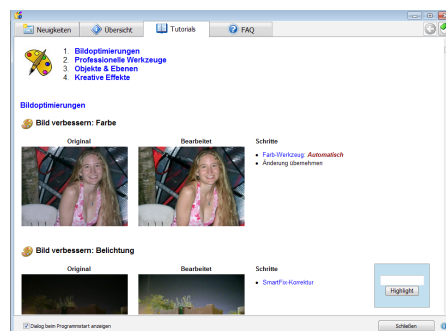 Neuigkeiten Übersicht Tutorials FAQ
1. Bildoptimierungen
2. Professionelle Werkzeuge
3. Objekte & Ebenen
4. Kreative Effekte
Bildoptimierungen
Bild verbessern: Farbe
Original Bearbeitet Schritte
Farb-Werkzeug: Automatisch
Änderung übernehmen
Bild verbessern: Belichtung
Original Bearbeitet Schritte
SmartFix-Korrektur
Highlight
Dialog beim Programmstart anzeigen Schließen